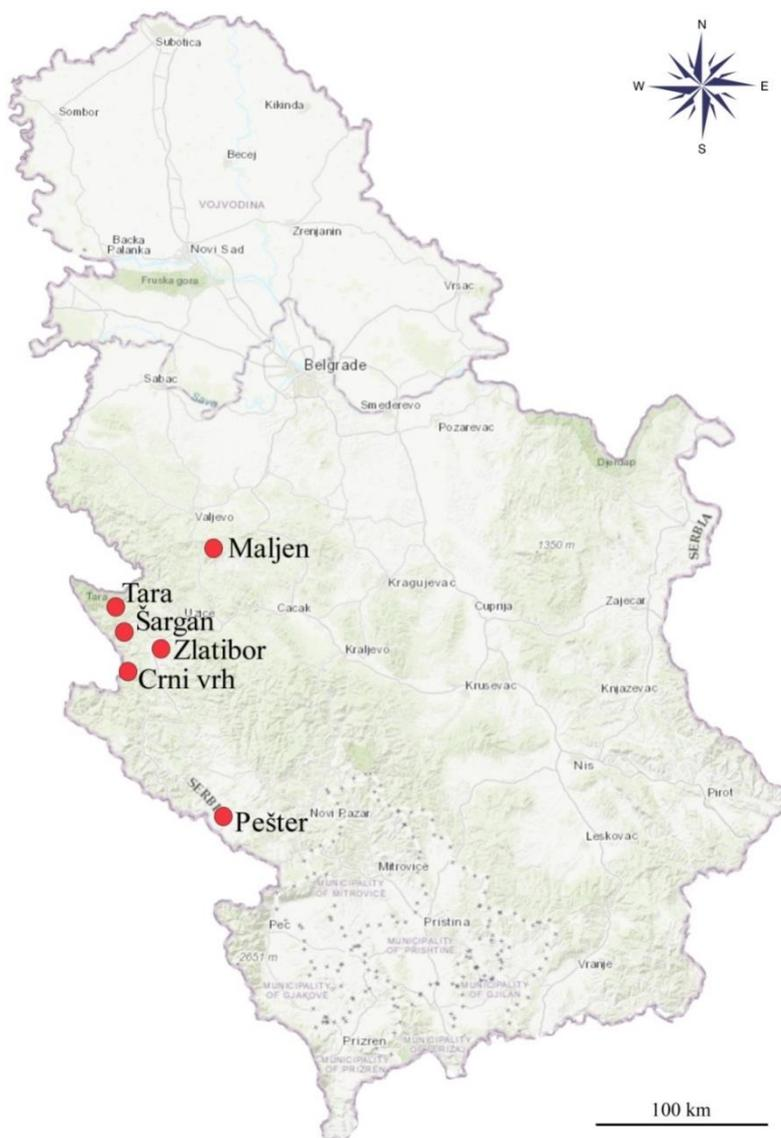 N
Subotica
W
E
Sombor
Kikinda
S
Becej
VOJVODINA
Zrenjanin
Backa
Palanka
Novi Sad
Fruska gora
Vrsac
Belgrade
Sabac
Sava
Smederevo
Pozarevac
Djerdap
Valjevo
SERBIA
1350 m
Maljen
Kragujevac
Tara
Tara
Cuprija
Zajecar
Uzice
Cacak
Šargan
Zlatibor
Kraljevo
Crni vrh
Krusevac
Knjazevac
Nis
Pirot
Novi Pazar
Pešter
Leskovac
Mitrovice
MUNICIPALITY
OF MITROVICE
Pec
Pristina
MUNICIPALITY
OF PRISHTINE
2651 m
Vranje
MUNICIPALITY
OF GJAKOVE
MUNICIPALITY
OF GJILAN
Prizren
MUNICIPALITY
MUNICIPALITY
OF PRIZREN
100 km